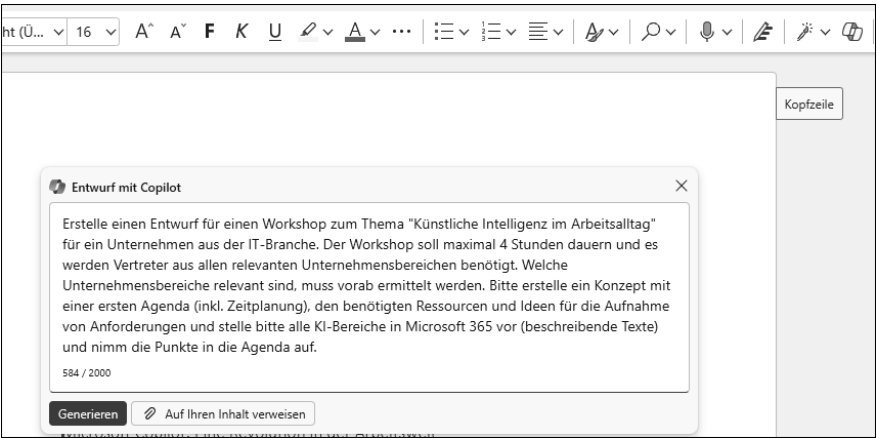 ht (Ü... 16 A A F K U A A
Kopfzeile
Entwurf mit Copilot
Erstelle einen Entwurf für einen Workshop zum Thema "Künstliche Intelligenz im Arbeitsalltag"
für ein Unternehmen aus der IT-Branche. Der Workshop soll maximal 4 Stunden dauern und es
werden Vertreter aus allen relevanten Unternehmensbereichen benötigt. Welche
Unternehmensbereiche relevant sind, muss vorab ermittelt werden. Bitte erstelle ein Konzept mit
einer ersten Agenda (inkl. Zeitplanung), den benötigten Ressourcen und Ideen für die Aufnahme
von Anforderungen und stelle bitte alle KI-Bereiche in Microsoft 365 vor (beschreibende Texte)
und nimm die Punkte in die Agenda auf.
584 / 2000
Generieren Auf Ihren Inhalt verweisen